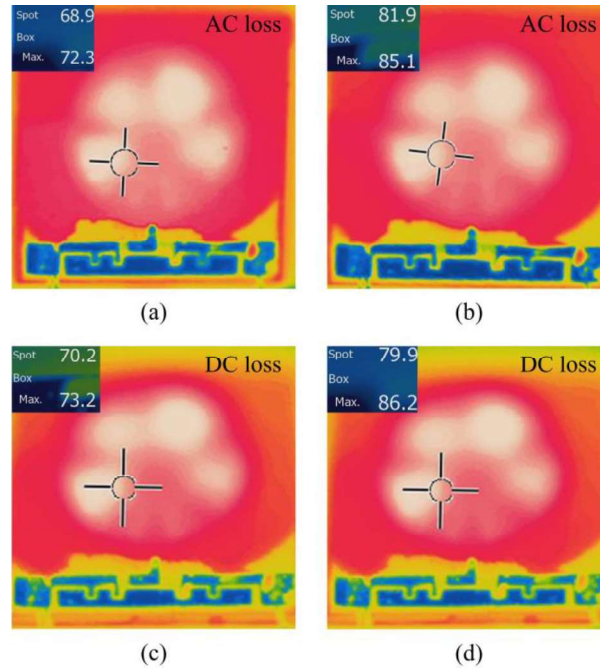 Spot 68.9
Box
Max. 72.3
AC loss
Spot 81.9
Box
Max. 85.1
AC loss
(a)
(b)
Spot 70.2
Box
Max. 73.2
DC loss
Spot 79.9
Box
Max. 86.2
DC loss
(c)
(d)